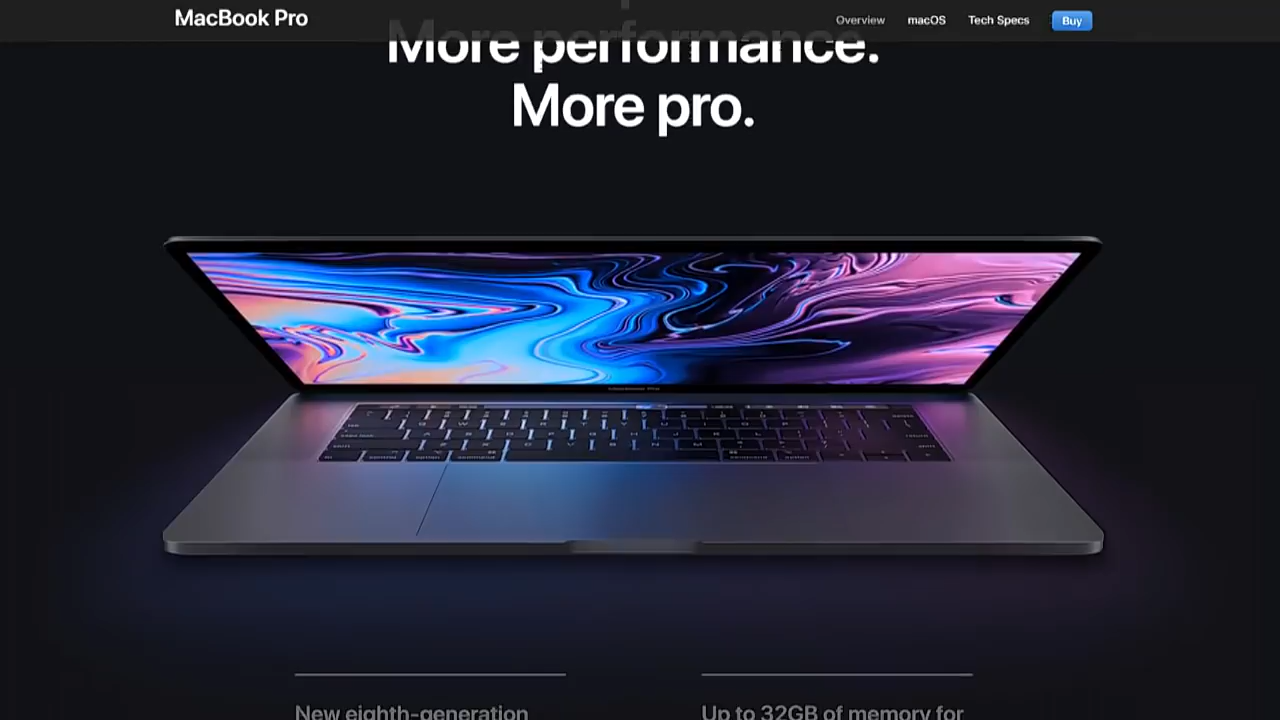 MacBook Pro
Overview macOS Tech Specs Buy
More performance.
More pro.
New eighth-generation
Up to 32GB of memory for